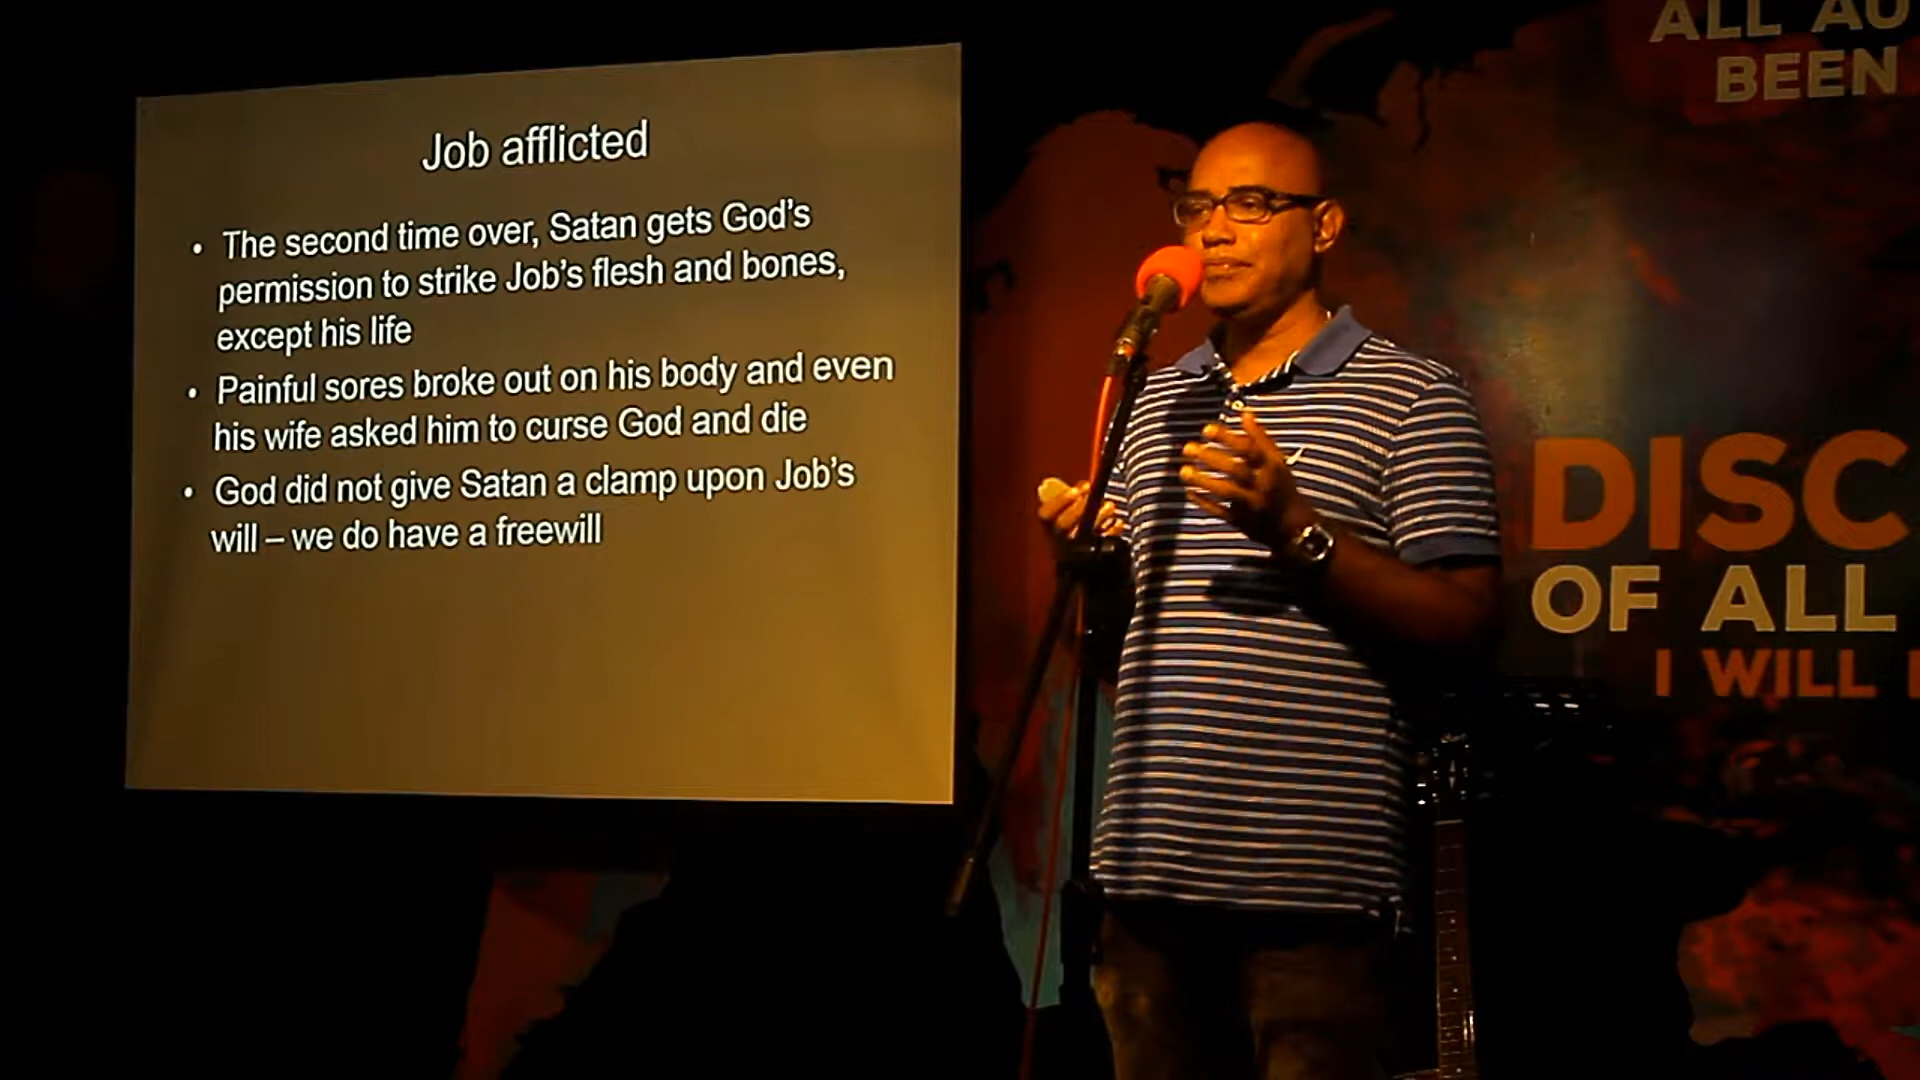 Job afflicted
• The second time over, Satan gets God's
permission to strike Job's flesh and bones,
except his life
• Painful sores broke out on his body and even
his wife asked him to curse God and die
• God did not give Satan a clamp upon Job's
will – we do have a freewill
ALL AU
BEEN
DISC
OF ALL
I WILL